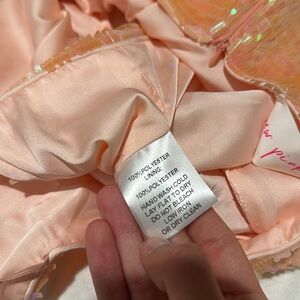 100%POLYESTER
LINING
100%POLYESTER
HAND WASH COLD
LAY FLAT TO DRY
DO NOT BLEACH
LOW IRON
OR DRY CLEAN